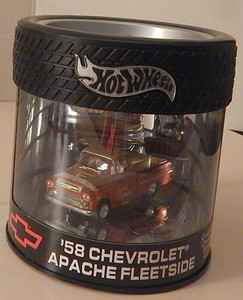 HOT WHEELS
'58 CHEVROLET®
APACHE FLEETSIDE